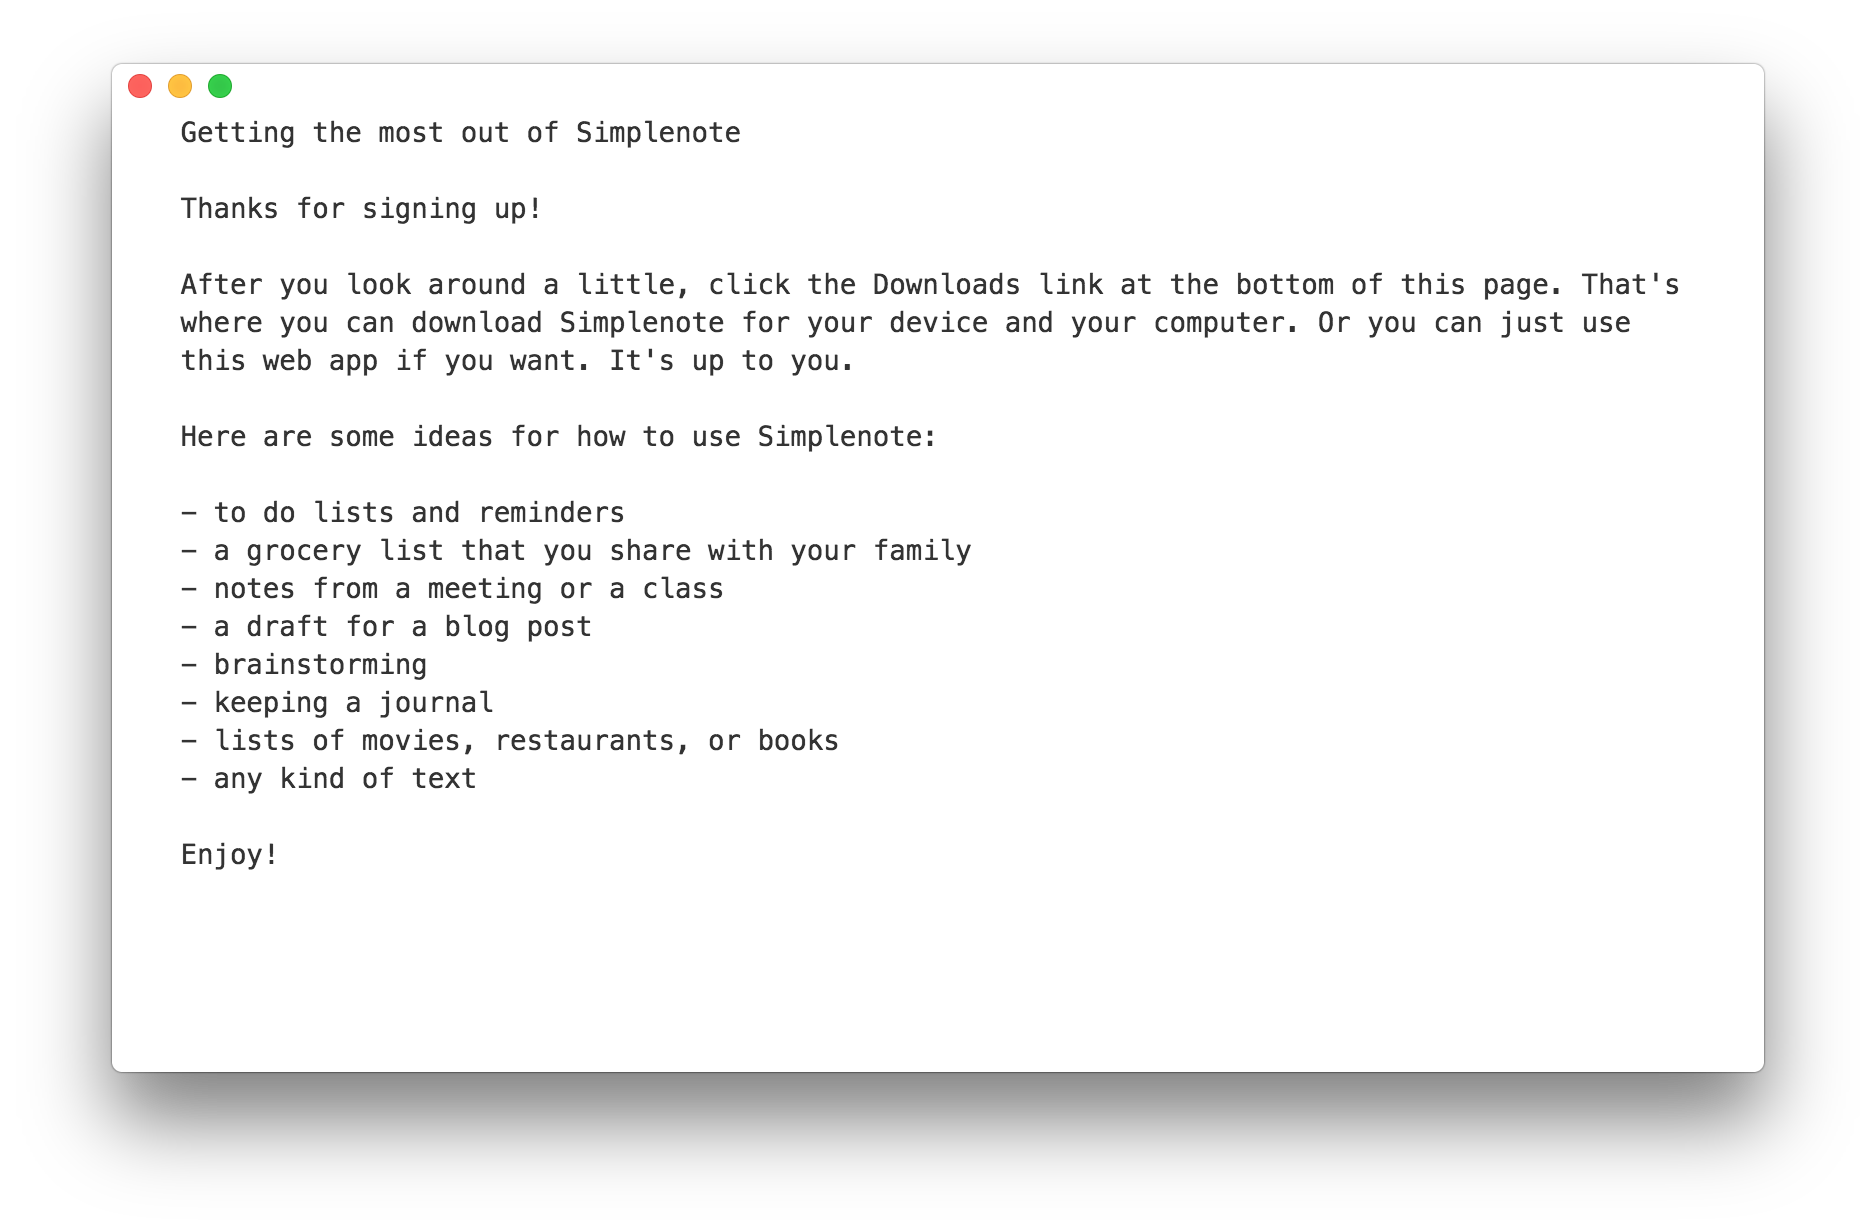 Getting the most out of Simplenote
Thanks for signing up!
After you look around a little, click the Downloads link at the bottom of this page. That's
where you can download Simplenote for your device and your computer. Or you can just use
this web app if you want. It's up to you.
Here are some ideas for how to use Simplenote:
- to do lists and reminders
- a grocery list that you share with your family
- notes from a meeting or a class
- a draft for a blog post
- brainstorming
- keeping a journal
- lists of movies, restaurants, or books
- any kind of text
Enjoy!